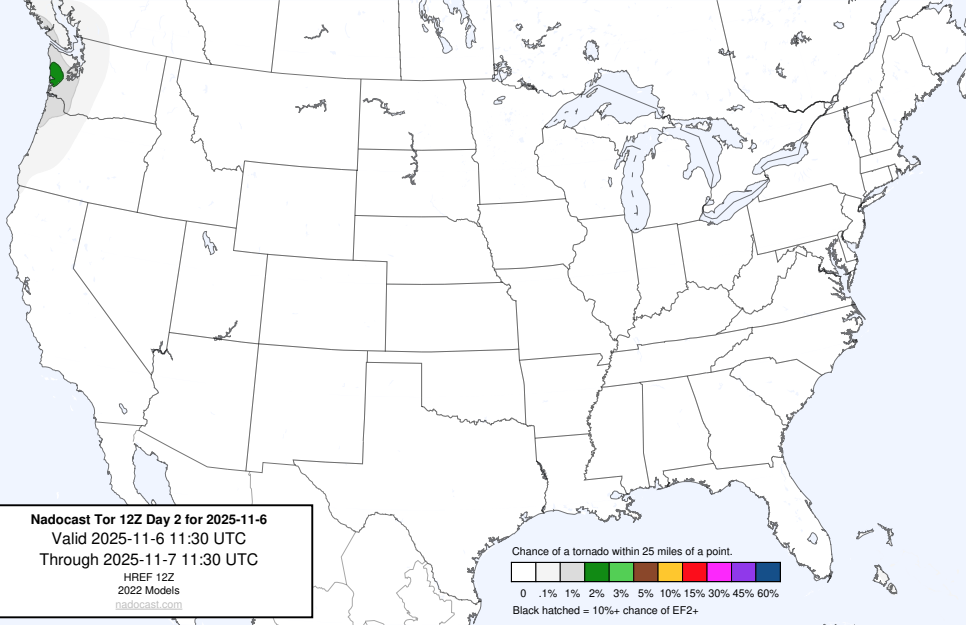 Nadocast Tor 12Z Day 2 for 2025-11-6
Valid 2025-11-6 11:30 UTC
Through 2025-11-7 11:30 UTC
HREF 12Z
2022 Models
nadocast.com
Chance of a tornado within 25 miles of a point.
0 .1% 1% 2% 3% 5% 10% 15% 30% 45% 60%
Black hatched = 10%+ chance of EF2+